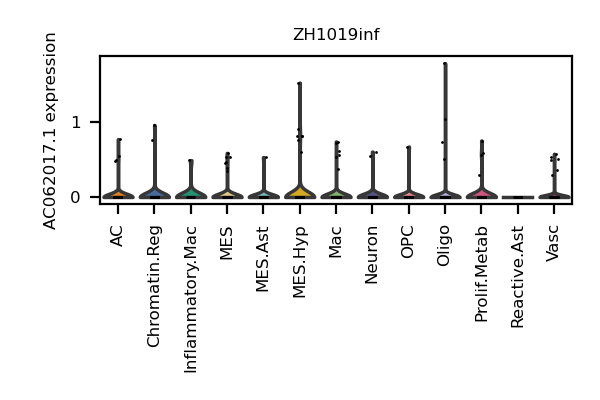 ZH1019inf
AC062017.1 expression
1
0
AC
Chromatin.Reg
Inflammatory.Mac
MES
MES.Ast
MES.Hyp
Mac
Neuron
OPC
Oligo
Prolif.Metab
Reactive.Ast
Vasc